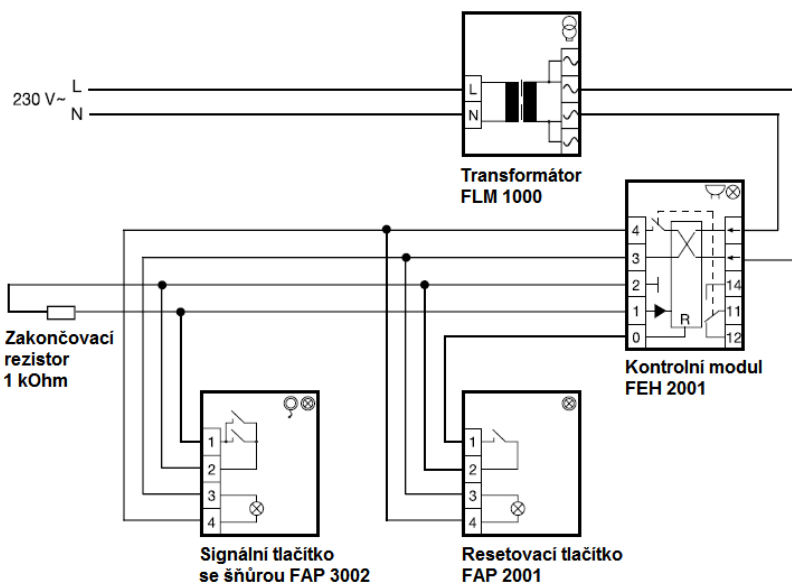 230 V~
L
N
L
N
Transformátor
FLM 1000
4
3
2
1
0
R
14
11
12
Kontrolní modul
FEH 2001
Zakončovací
rezistor
1 kOhm
1
2
3
4
Signální tlačítko
se šňůrou FAP 3002
1
2
3
4
Resetovací tlačítko
FAP 2001